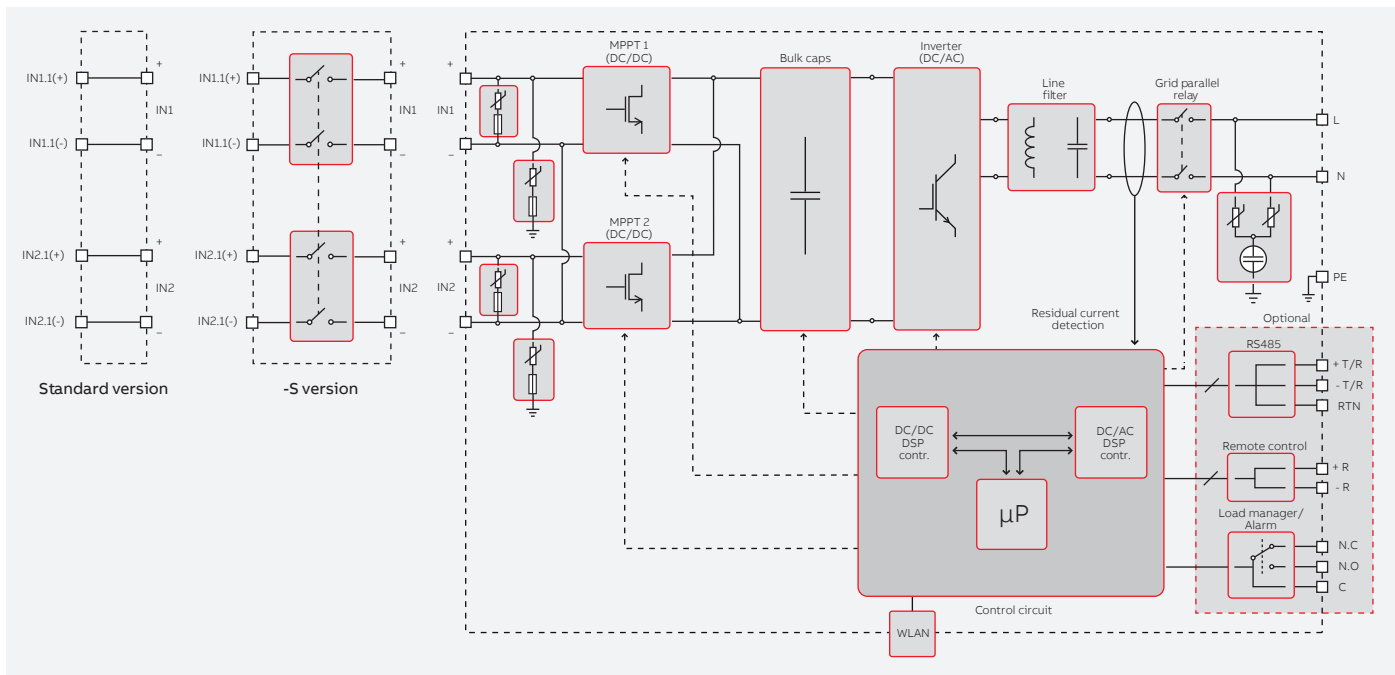 IN1.1(+)
+
IN1
IN1.1(-)
–
IN2.1(+)
+
IN2
IN2.1(-)
–
Standard version
IN1.1(+)
+
IN1
IN1.1(-)
–
IN2.1(+)
+
IN2
IN2.1(-)
–
-S version
+
IN1
–
+
IN2
–
MPPT 1
(DC/DC)
MPPT 2
(DC/DC)
Bulk caps
Inverter
(DC/AC)
Line
filter
Grid parallel
relay
L
N
PE
Residual current
detection
Optional
RS485
+ T/R
- T/R
RTN
Remote control
+ R
- R
Load manager/
Alarm
N.C
N.O
C
DC/DC
DSP
contr.
DC/AC
DSP
contr.
μP
Control circuit
WLAN